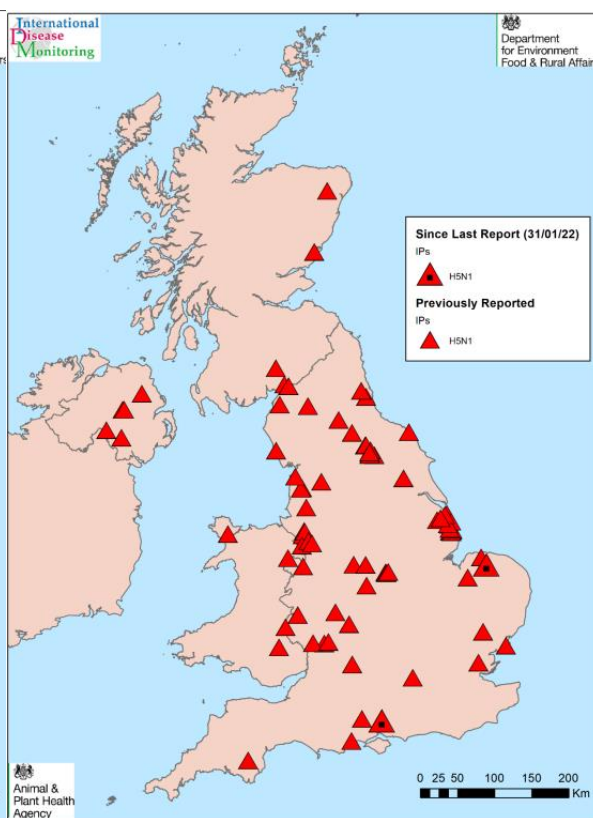 International
Disease
Monitoring
Department
for Environment
Food & Rural Affair
Since Last Report (31/01/22)
IPs
H5N1
Previously Reported
IPs
H5N1
Animal &
Plant Health
Agency
0 25 50 100 150 200
Km